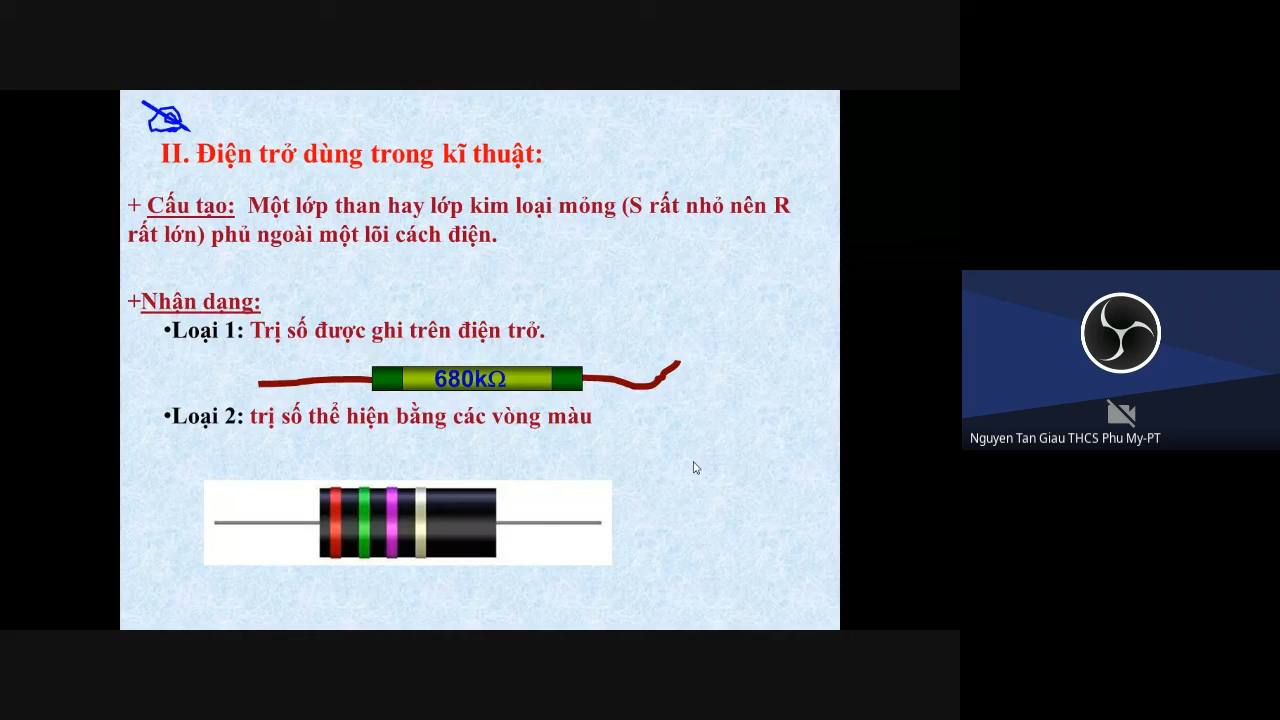 II. Điện trở dùng trong kĩ thuật:
+ Cấu tạo: Một lớp than hay lớp kim loại mỏng (S rất nhỏ nên R
rất lớn) phủ ngoài một lõi cách điện.
+Nhận dạng:
•Loại 1: Trị số được ghi trên điện trở.
680kΩ
•Loại 2: trị số thể hiện bằng các vòng màu
Nguyen Tan Giau THCS Phu My-PT